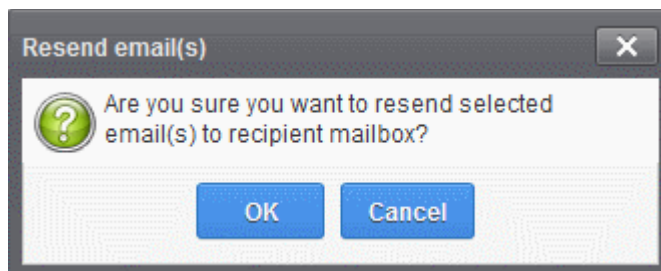 Resend email(s)
Are you sure you want to resend selected
email(s) to recipient mailbox?
OK
Cancel